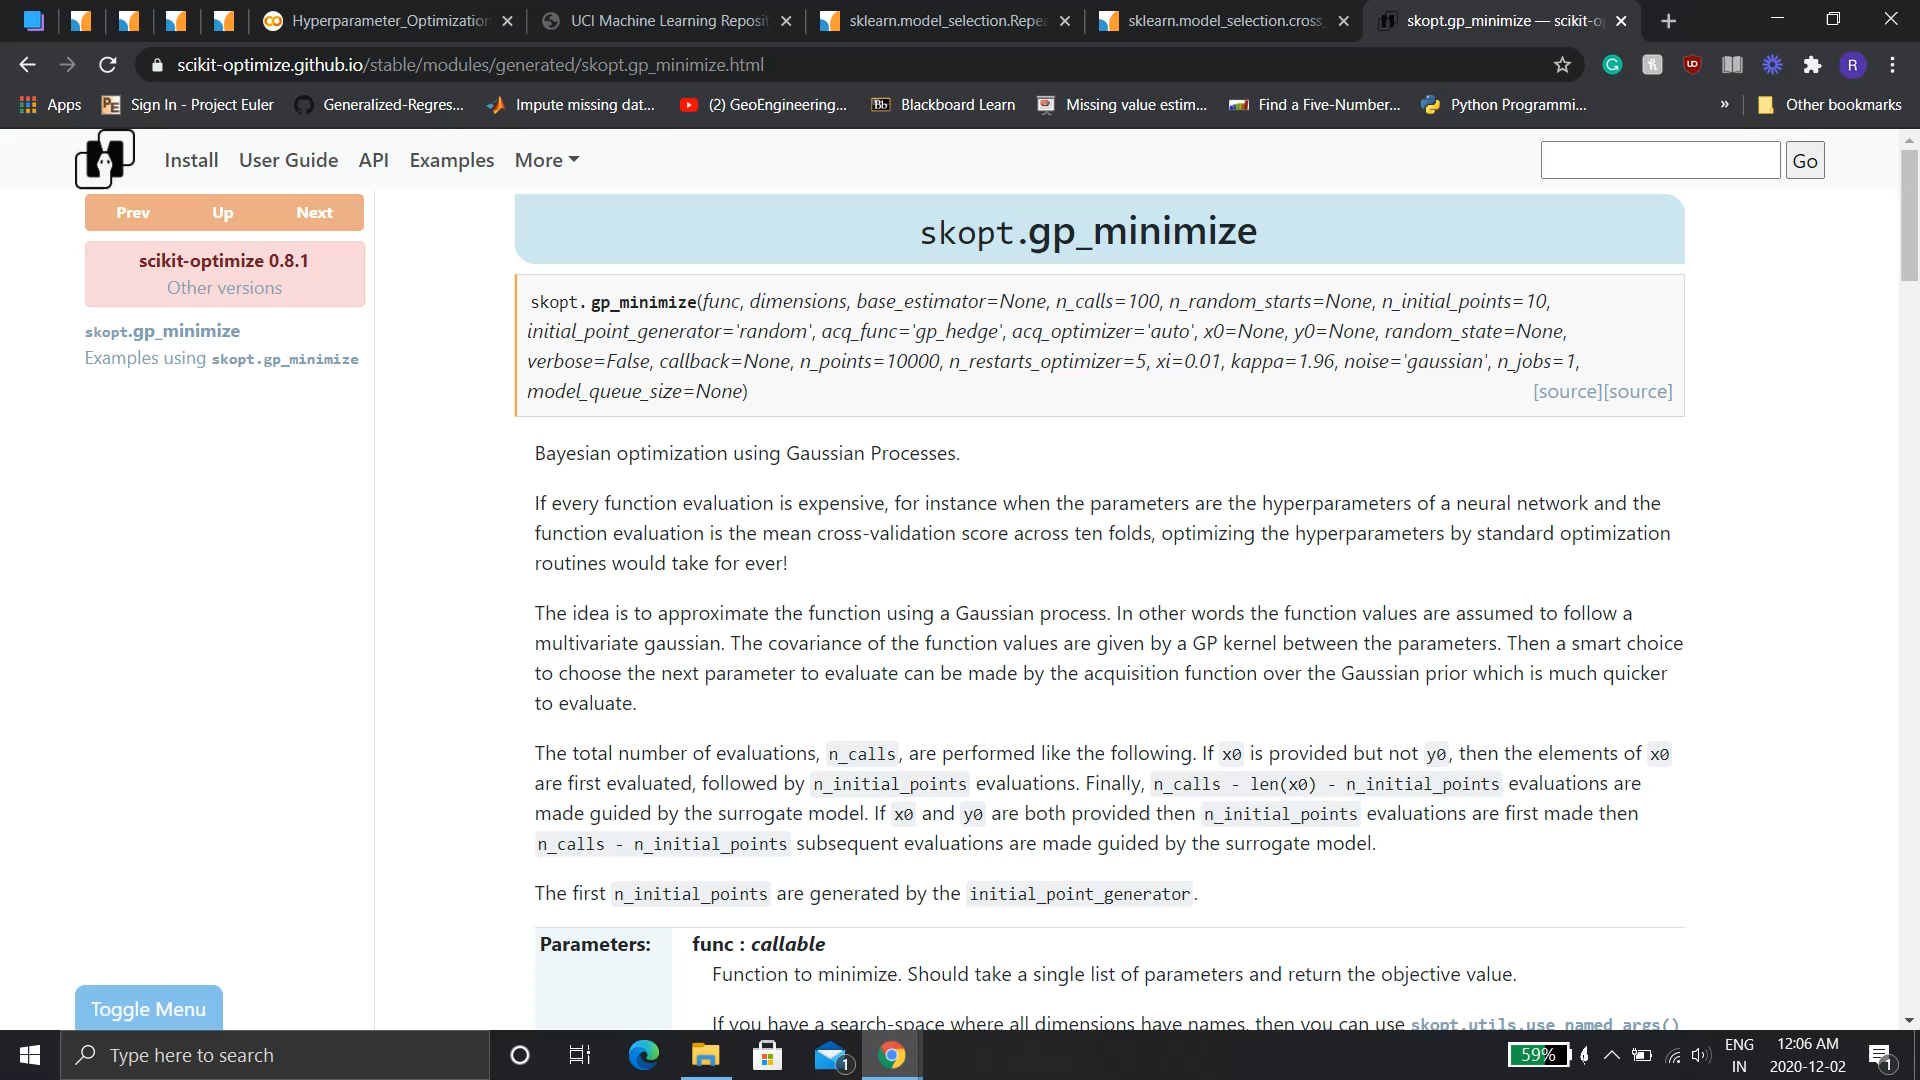 Hyperparameter_Optimization
UCI Machine Learning Reposit
sklearn.model_selection.Repe
sklearn.model_selection.cross_
skopt.gp_minimize — scikit-o
scikit-optimize.github.io/stable/modules/generated/skopt.gp_minimize.html
R
Apps
Sign In - Project Euler
Generalized-Regres...
Impute missing dat...
(2) GeoEngineering...
Bb
Blackboard Learn
Missing value estim...
Find a Five-Number...
Python Programmi...
»
Other bookmarks
Install User Guide API Examples More
Go
Prev Up Next
scikit-optimize 0.8.1
Other versions
skopt.gp_minimize
Examples using skopt.gp_minimize
skopt.gp_minimize
skopt.gp_minimize(func, dimensions, base_estimator=None, n_calls=100, n_random_starts=None, n_initial_points=10,
initial_point_generator='random', acq_func='gp_hedge', acq_optimizer='auto', x0=None, y0=None, random_state=None,
verbose=False, callback=None, n_points=10000, n_restarts_optimizer=5, xi=0.01, kappa=1.96, noise='gaussian', n_jobs=1,
model_queue_size=None) [source][source]
Bayesian optimization using Gaussian Processes.
If every function evaluation is expensive, for instance when the parameters are the hyperparameters of a neural network and the
function evaluation is the mean cross-validation score across ten folds, optimizing the hyperparameters by standard optimization
routines would take for ever!
The idea is to approximate the function using a Gaussian process. In other words the function values are assumed to follow a
multivariate gaussian. The covariance of the function values are given by a GP kernel between the parameters. Then a smart choice
to choose the next parameter to evaluate can be made by the acquisition function over the Gaussian prior which is much quicker
to evaluate.
The total number of evaluations, n_calls, are performed like the following. If x0 is provided but not y0, then the elements of x0
are first evaluated, followed by n_initial_points evaluations. Finally, n_calls - len(x0) - n_initial_points evaluations are
made guided by the surrogate model. If x0 and y0 are both provided then n_initial_points evaluations are first made then
n_calls - n_initial_points subsequent evaluations are made guided by the surrogate model.
The first n_initial_points are generated by the initial_point_generator.
Parameters:
func : callable
Function to minimize. Should take a single list of parameters and return the objective value.
If you have a search-space where all dimensions have names, then you can use skopt.utils.use_named_args()
Toggle Menu
Type here to search
1
59%
ENG
IN
12:06 AM
2020-12-02
1